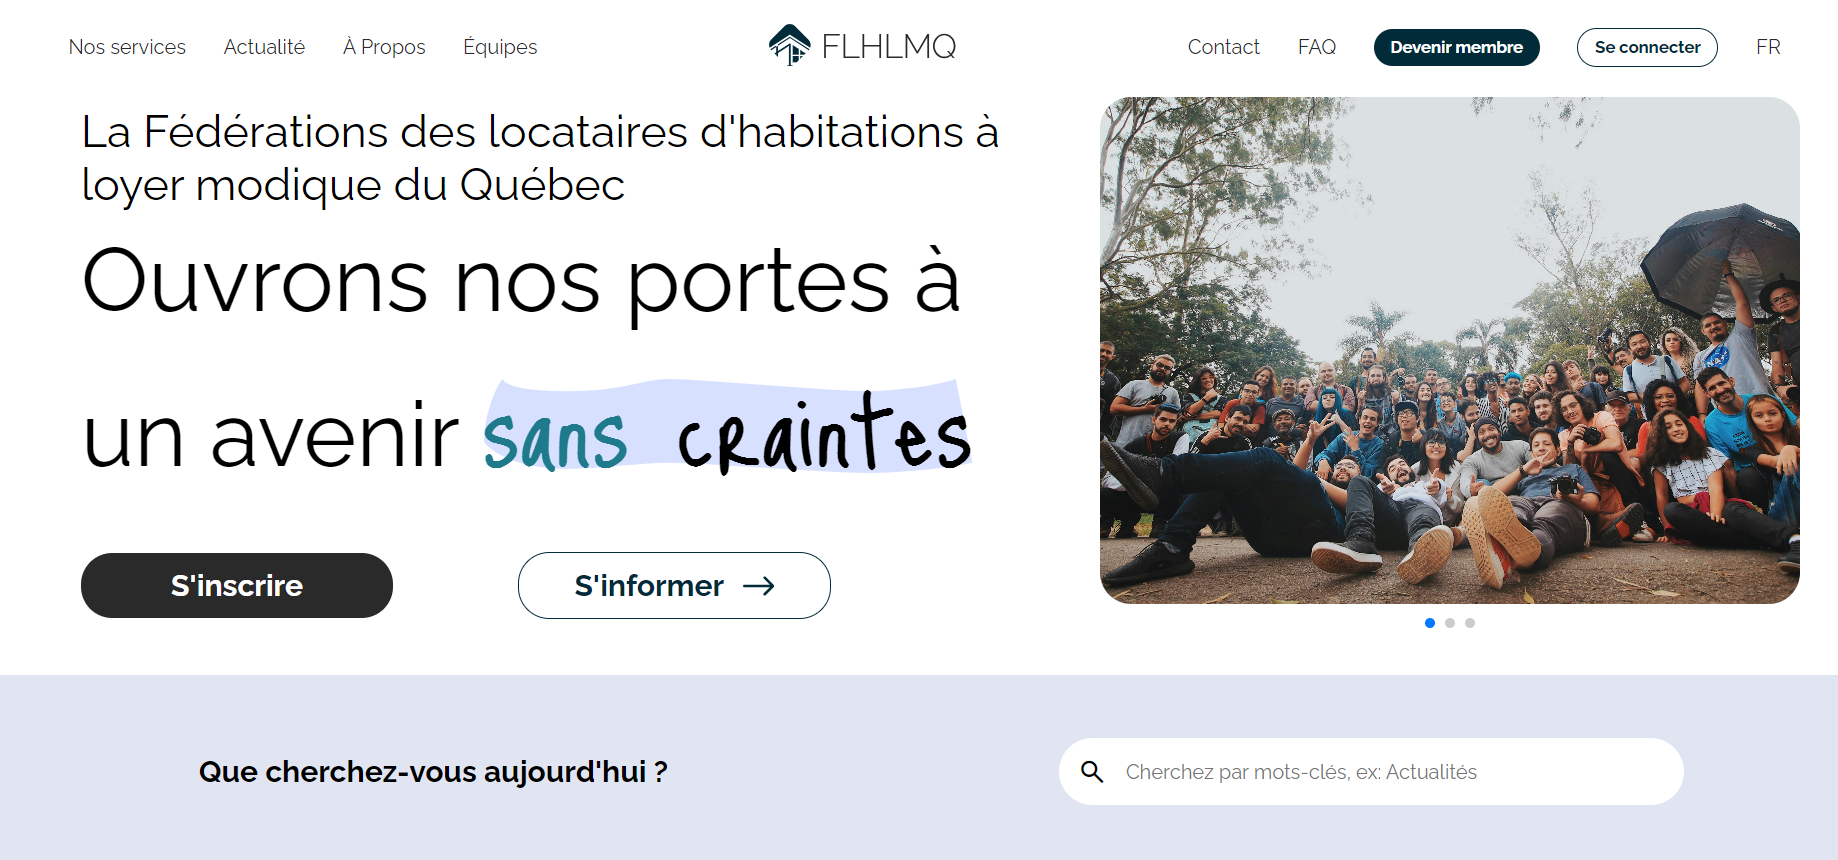 Nos services
Actualité
À Propos
Équipes
FLHLMQ
Contact
FAQ
Devenir membre
Se connecter
FR
La Fédérations des locataires d'habitations à
loyer modique du Québec
Ouvrons nos portes à
un avenir sans craintes
S'inscrire
S'informer →
Que cherchez-vous aujourd'hui ?
Cherchez par mots-clés, ex: Actualités